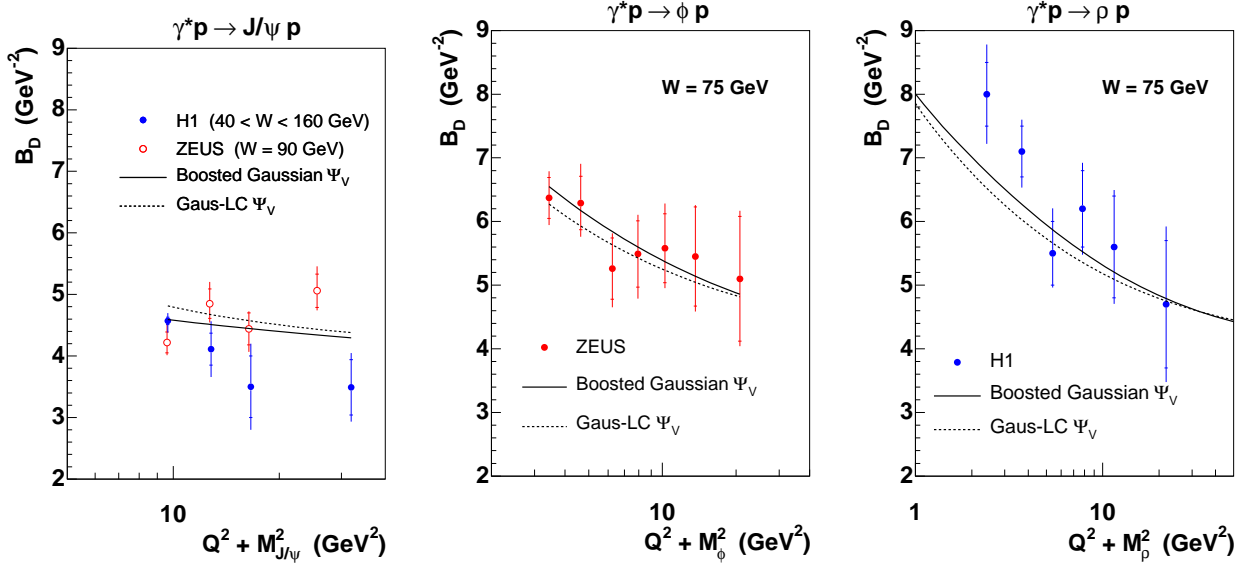 γ*p → J/ψ p
B_D (GeV^-2)
9
8
7
6
5
4
3
2
H1 (40 < W < 160 GeV)
ZEUS (W = 90 GeV)
Boosted Gaussian Ψ_V
Gaus-LC Ψ_V
10
Q^2 + M^2_J/ψ (GeV^2)
γ*p → φ p
B_D (GeV^-2)
9
8
7
6
5
4
3
2
W = 75 GeV
ZEUS
Boosted Gaussian Ψ_V
Gaus-LC Ψ_V
10
Q^2 + M^2_φ (GeV^2)
γ*p → ρ p
B_D (GeV^-2)
9
8
7
6
5
4
3
2
W = 75 GeV
H1
Boosted Gaussian Ψ_V
Gaus-LC Ψ_V
1 10
Q^2 + M^2_ρ (GeV^2)